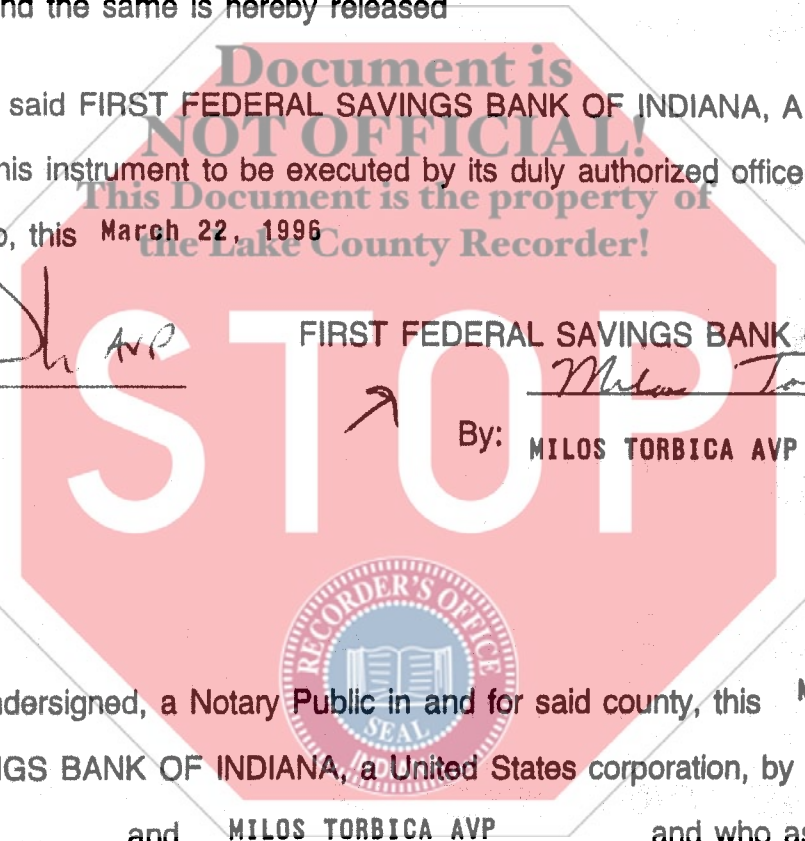 nd the same is hereby released
Document is
said FIRST FEDERAL SAVINGS BANK OF INDIANA, A
NOT OFFICIAL!
his instrument to be executed by its duly authorized office
This Document is the property of
, this March 22, 1996
the Lake County Recorder!
AVP
FIRST FEDERAL SAVINGS BANK
STOP
Milos
By: MILOS TORBICA AVP
RECORDER'S OFFICE
ndersigned, a Notary Public in and for said county, this
SEAL
NGS BANK OF INDIANA, a United States corporation, by
INDIANA
and MILOS TORBICA AVP and who as